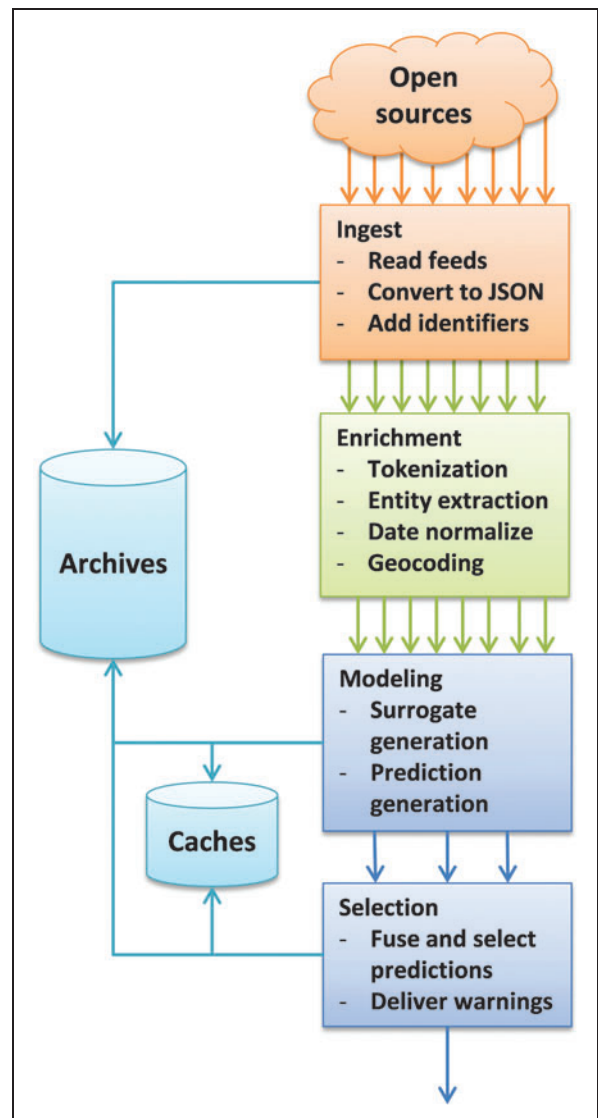 Open
sources
Ingest
- Read feeds
- Convert to JSON
- Add identifiers
Enrichment
- Tokenization
- Entity extraction
- Date normalize
- Geocoding
Archives
Modeling
- Surrogate
generation
- Prediction
generation
Caches
Selection
- Fuse and select
predictions
- Deliver warnings